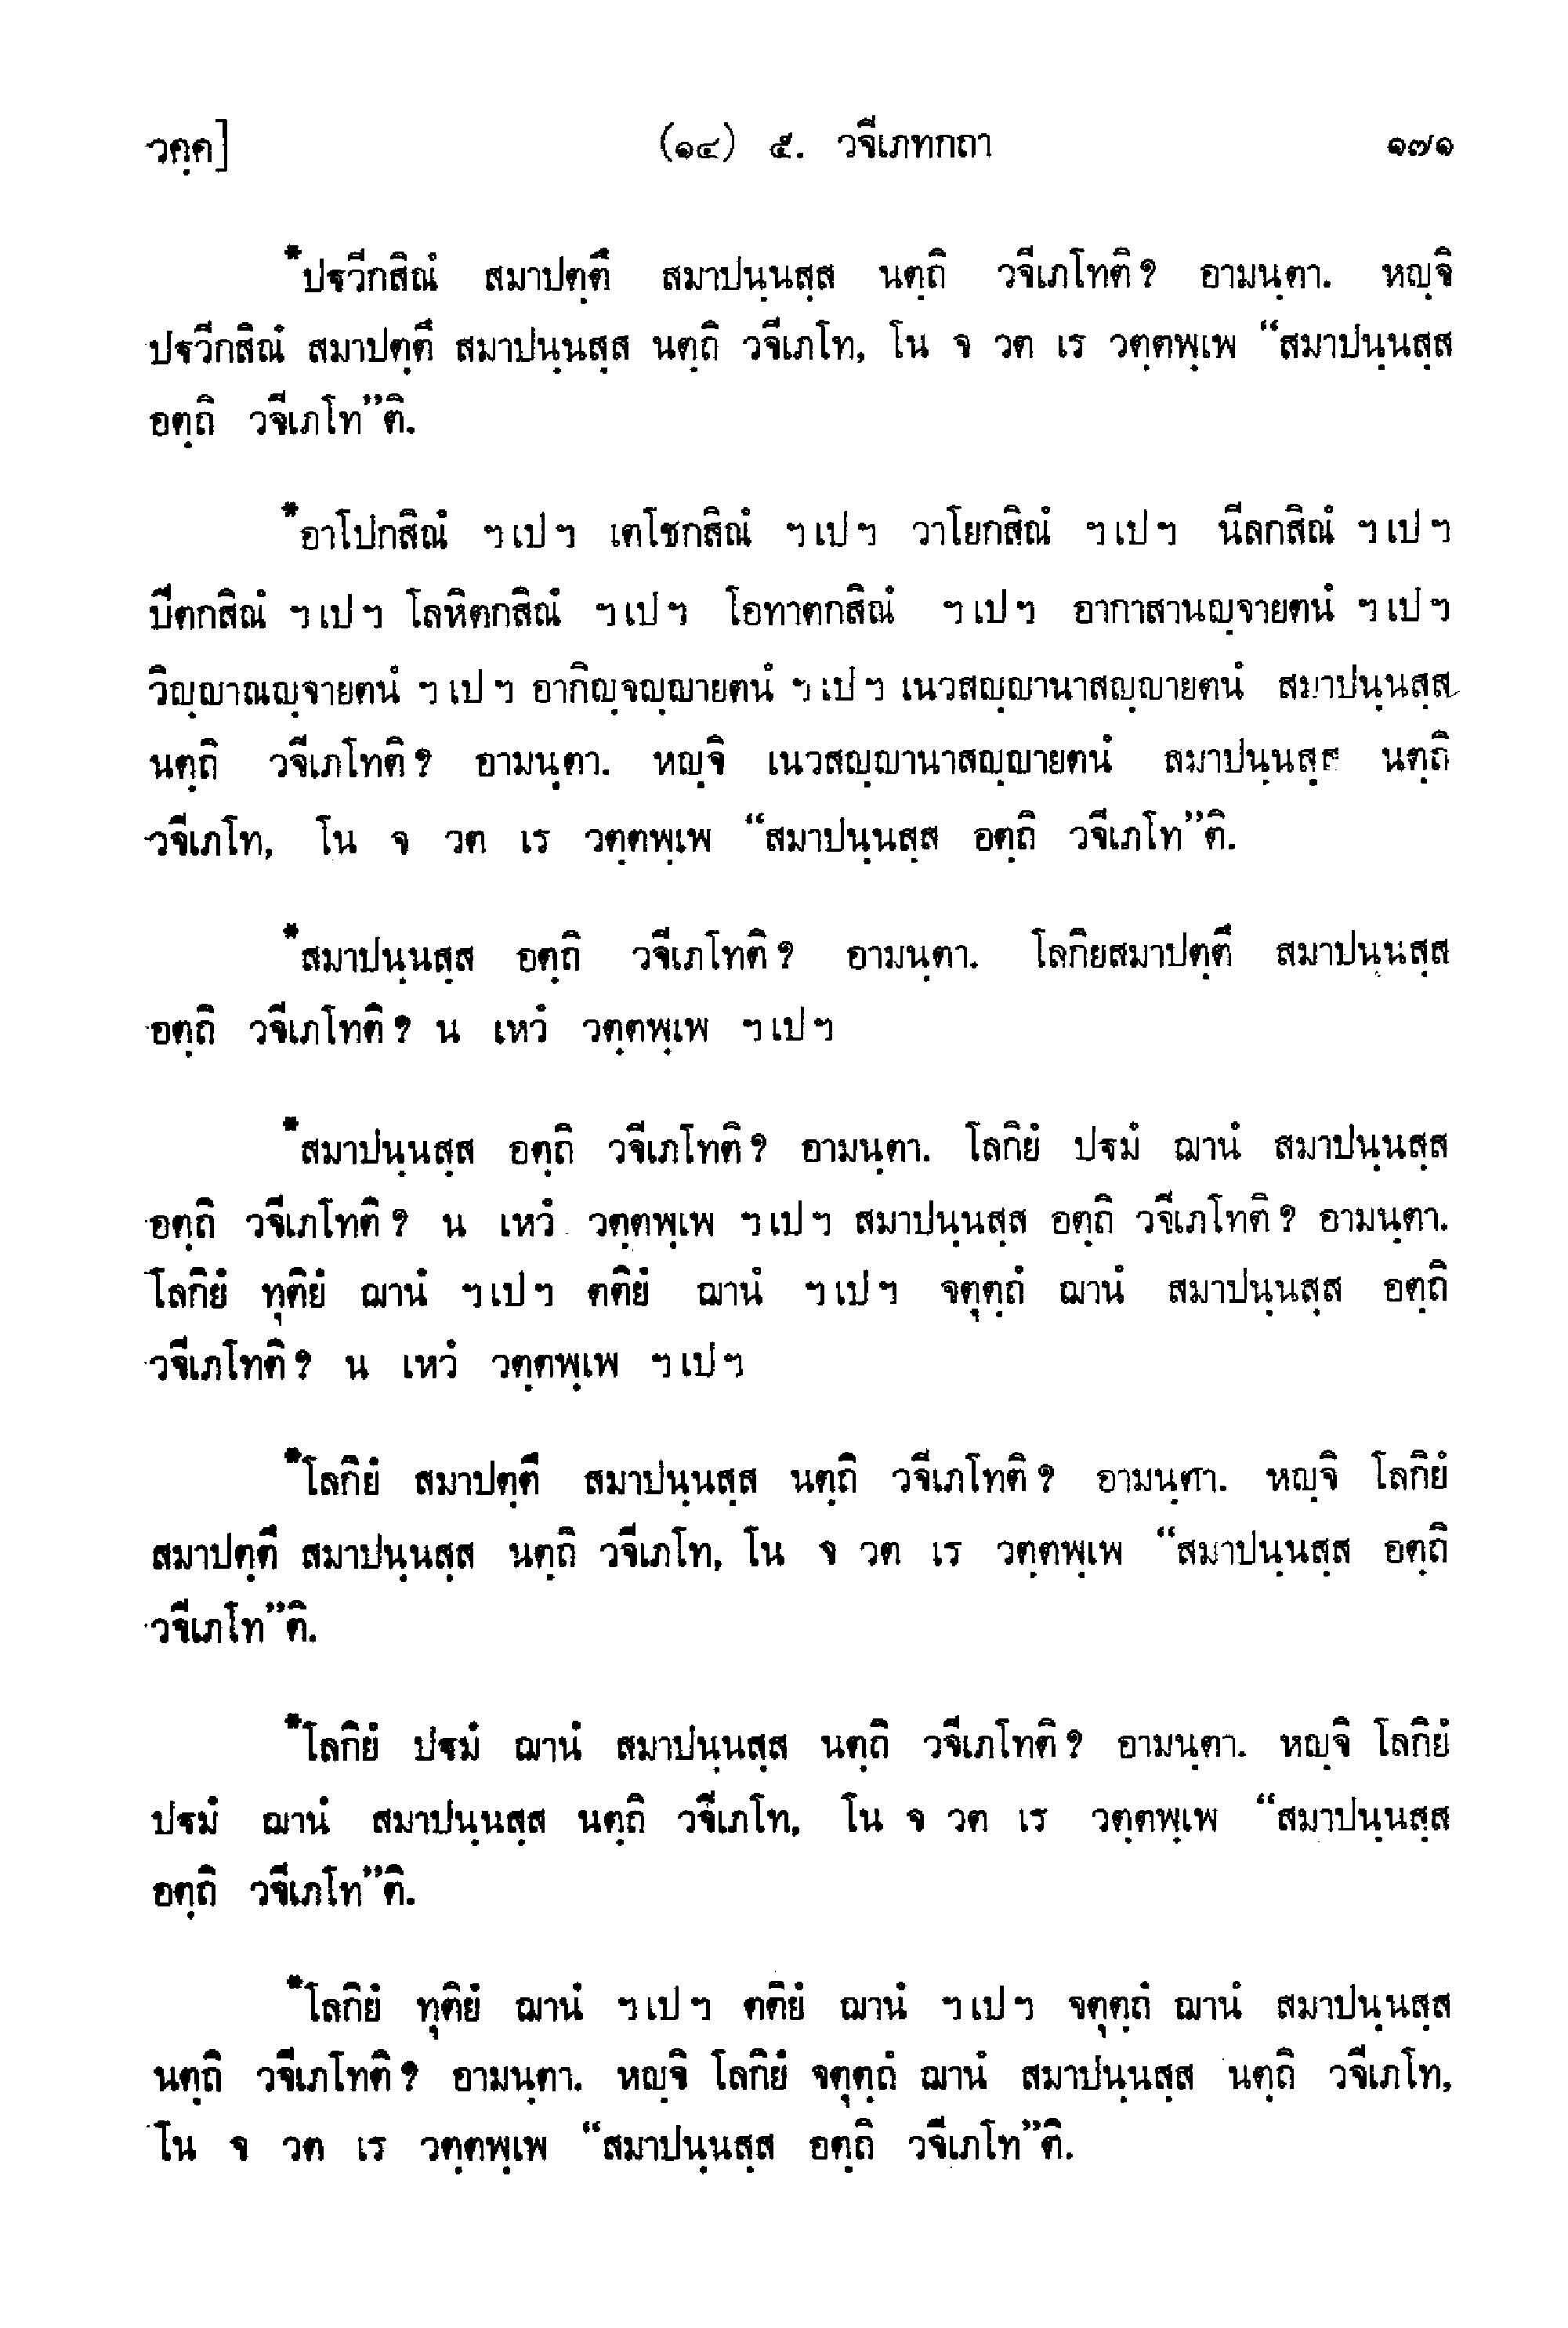 วคฺค]
(๑๔) ๕. วจีเภทกถา
๑๗๑
*ปฐวีกสิณํ สมาปตฺตึ สมาปนฺนสฺส นตฺถิ วจีเภโทติ? อามนฺตา. หญฺจิ
ปฐวีกสิณํ สมาปตฺตึ สมาปนฺนสฺส นตฺถิ วจีเภโท, โน จ วต เร วตฺตพฺเพ “สมาปนฺนสฺส
อตฺถิ วจีเภโท”ติ.
*อาโปกสิณํ ฯเปฯ เตโชกสิณํ ฯเปฯ วาโยกสิณํ ฯเปฯ นีลกสิณํ ฯเปฯ
ปีตกสิณํ ฯเปฯ โลหิตกสิณํ ฯเปฯ โอทาตกสิณํ ฯเปฯ อากาสานญฺจายตนํ ฯเปฯ
วิญฺญาณญฺจายตนํ ฯเปฯ อากิญฺจญฺญายตนํ ฯเปฯ เนวสญฺญานาสญฺญายตนํ สมาปนฺนสฺส
นตฺถิ วจีเภโทติ? อามนฺตา. หญฺจิ เนวสญฺญานาสญฺญายตนํ สมาปนฺนสฺส นตฺถิ
วจีเภโท, โน จ วต เร วตฺตพฺเพ “สมาปนฺนสฺส อตฺถิ วจีเภโท”ติ.
*สมาปนฺนสฺส อตฺถิ วจีเภโทติ? อามนฺตา. โลกิยสมาปตฺตึ สมาปนฺนสฺส
อตฺถิ วจีเภโทติ? น เหวํ วตฺตพฺเพ ฯเปฯ
*สมาปนฺนสฺส อตฺถิ วจีเภโทติ? อามนฺตา. โลกิยํ ปฐมํ ฌานํ สมาปนฺนสฺส
อตฺถิ วจีเภโทติ? น เหวํ วตฺตพฺเพ ฯเปฯ สมาปนฺนสฺส อตฺถิ วจีเภโทติ? อามนฺตา.
โลกิยํ ทุติยํ ฌานํ ฯเปฯ ตติยํ ฌานํ ฯเปฯ จตุตฺถํ ฌานํ สมาปนฺนสฺส อตฺถิ
วจีเภโทติ? น เหวํ วตฺตพฺเพ ฯเปฯ
*โลกิยํ สมาปตฺตึ สมาปนฺนสฺส นตฺถิ วจีเภโทติ? อามนฺตา. หญฺจิ โลกิยํ
สมาปตฺตึ สมาปนฺนสฺส นตฺถิ วจีเภโท, โน จ วต เร วตฺตพฺเพ “สมาปนฺนสฺส อตฺถิ
วจีเภโท”ติ.
*โลกิยํ ปฐมํ ฌานํ สมาปนฺนสฺส นตฺถิ วจีเภโทติ? อามนฺตา. หญฺจิ โลกิยํ
ปฐมํ ฌานํ สมาปนฺนสฺส นตฺถิ วจีเภโท, โน จ วต เร วตฺตพฺเพ “สมาปนฺนสฺส
อตฺถิ วจีเภโท”ติ.
*โลกิยํ ทุติยํ ฌานํ ฯเปฯ ตติยํ ฌานํ ฯเปฯ จตุตฺถํ ฌานํ สมาปนฺนสฺส
นตฺถิ วจีเภโทติ? อามนฺตา. หญฺจิ โลกิยํ จตุตฺถํ ฌานํ สมาปนฺนสฺส นตฺถิ วจีเภโท,
โน จ วต เร วตฺตพฺเพ “สมาปนฺนสฺส อตฺถิ วจีเภโท”ติ.